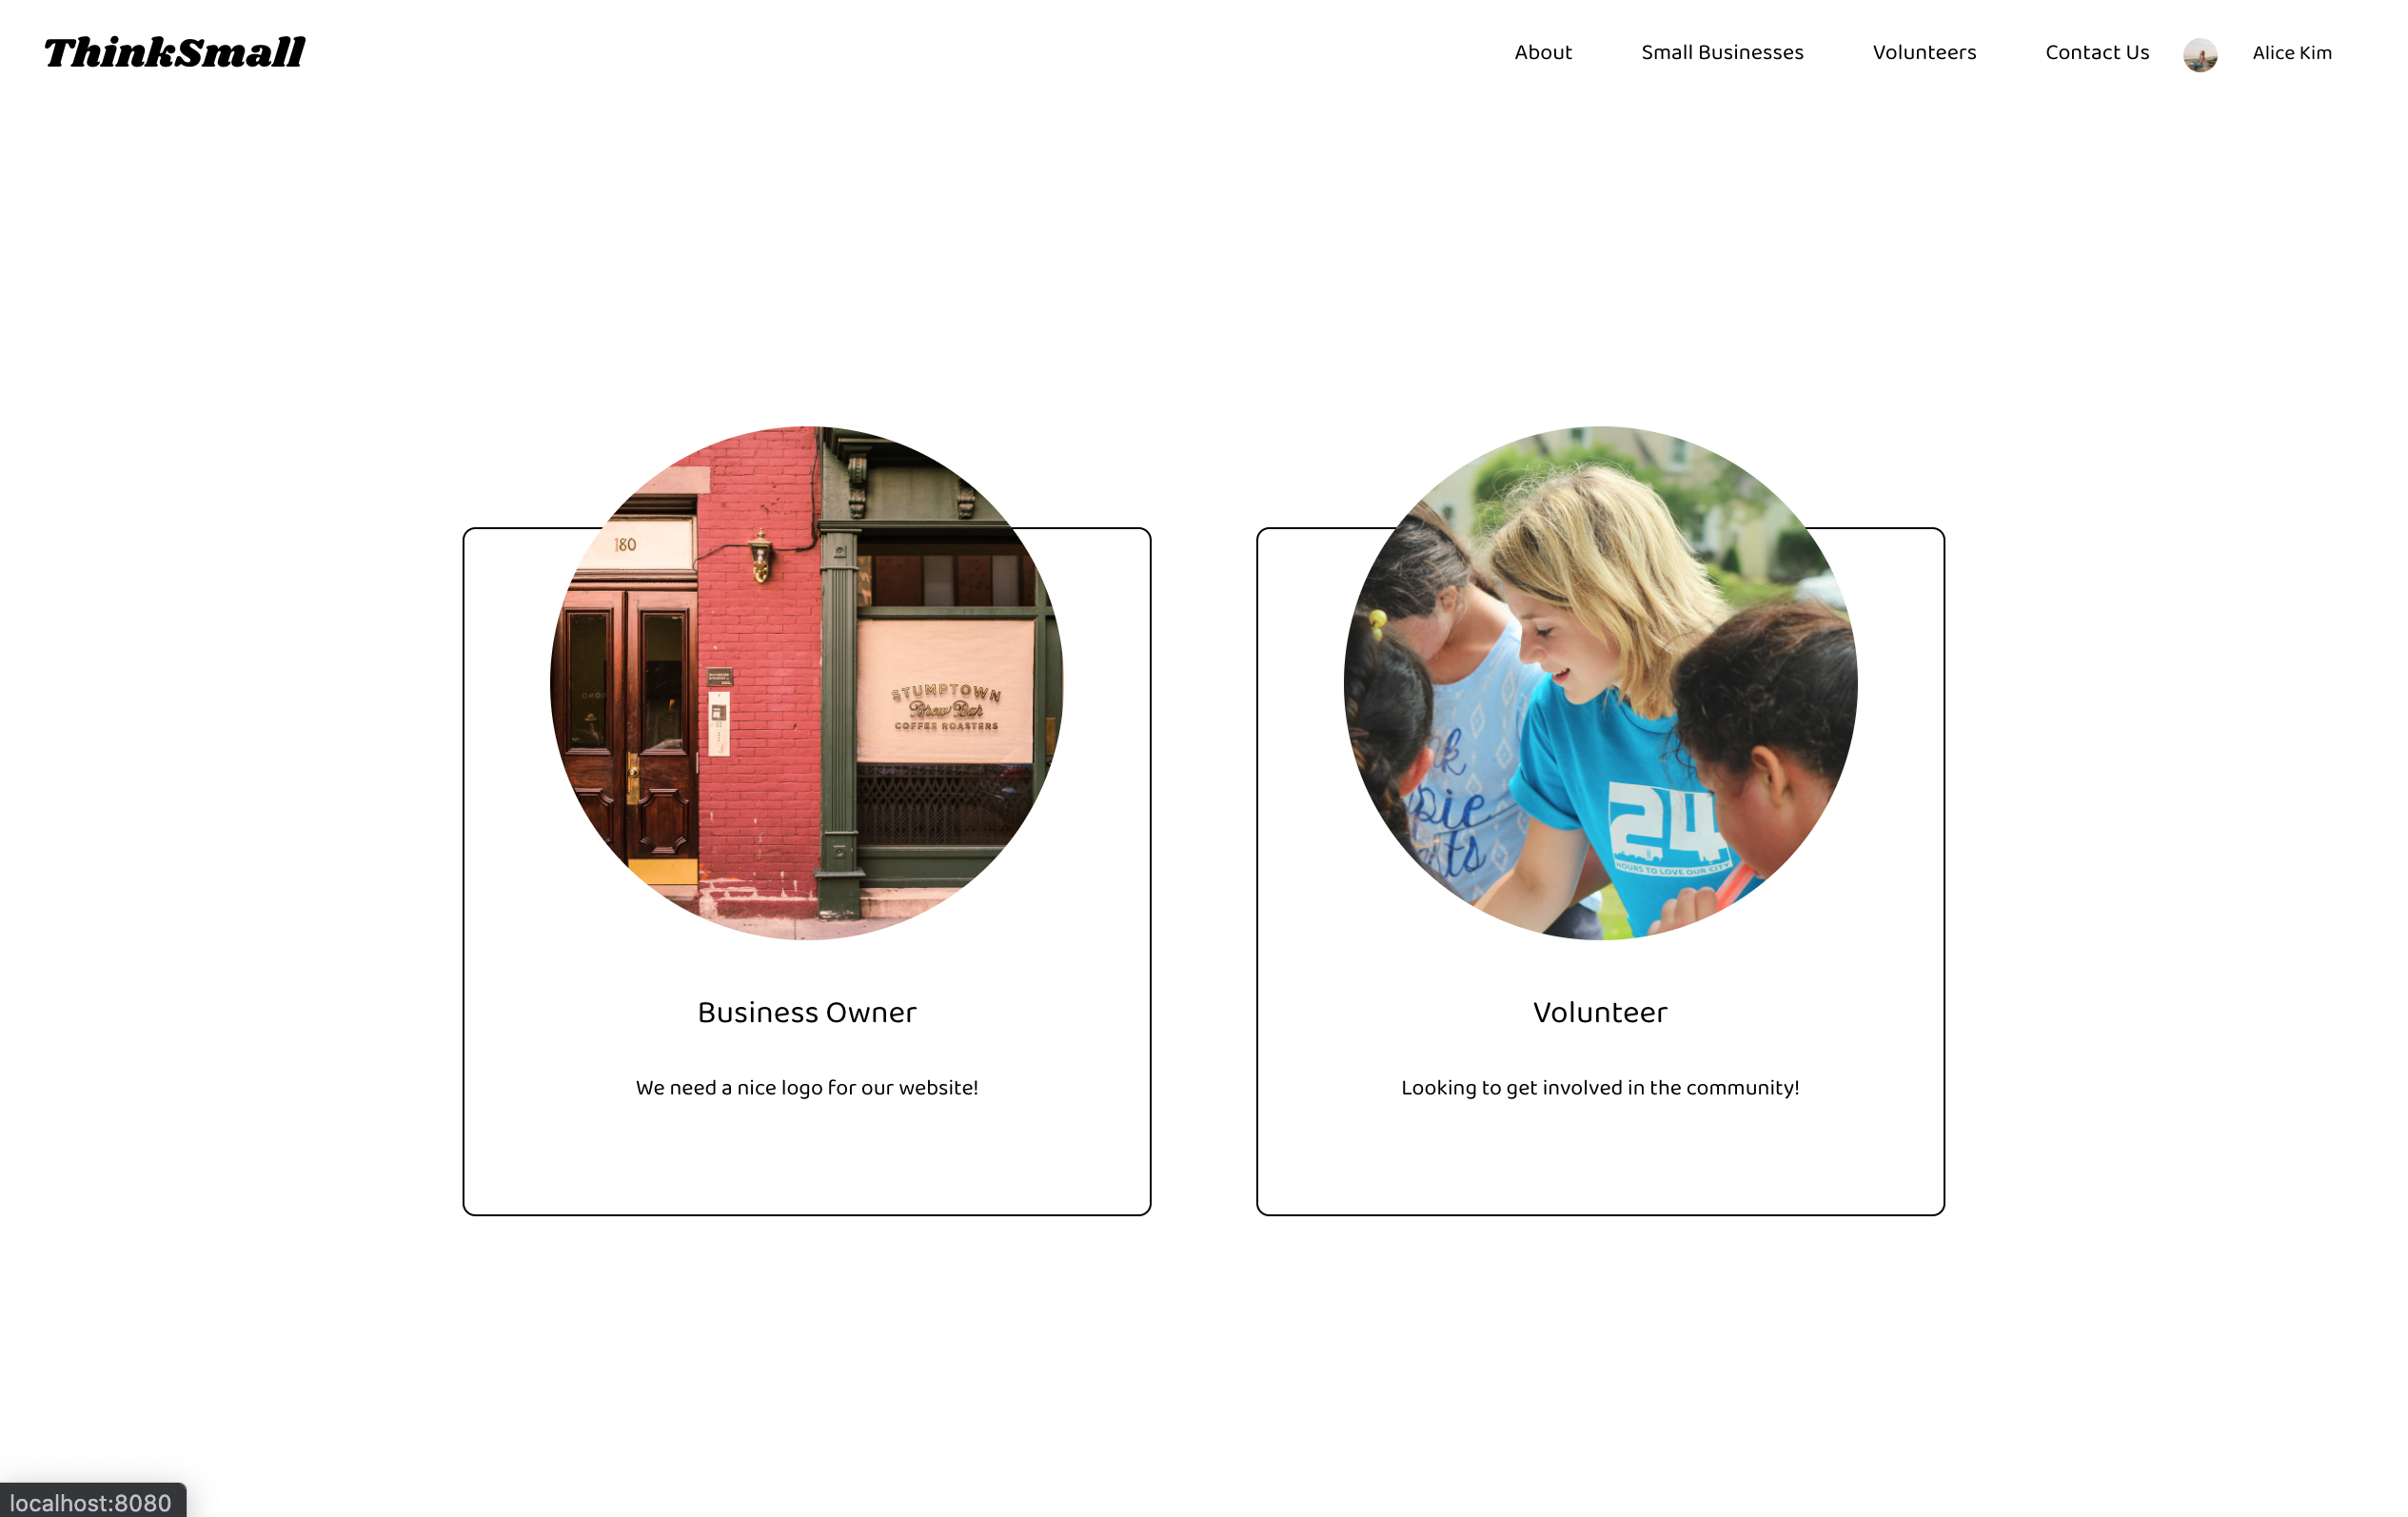 ThinkSmall
About
Small Businesses
Volunteers
Contact Us
Alice Kim
180
STUMPTOWN
Brew Bar
COFFEE ROASTERS
24
HOURS TO LOVE OUR CITY
Business Owner
Volunteer
We need a nice logo for our website!
Looking to get involved in the community!
localhost:8080